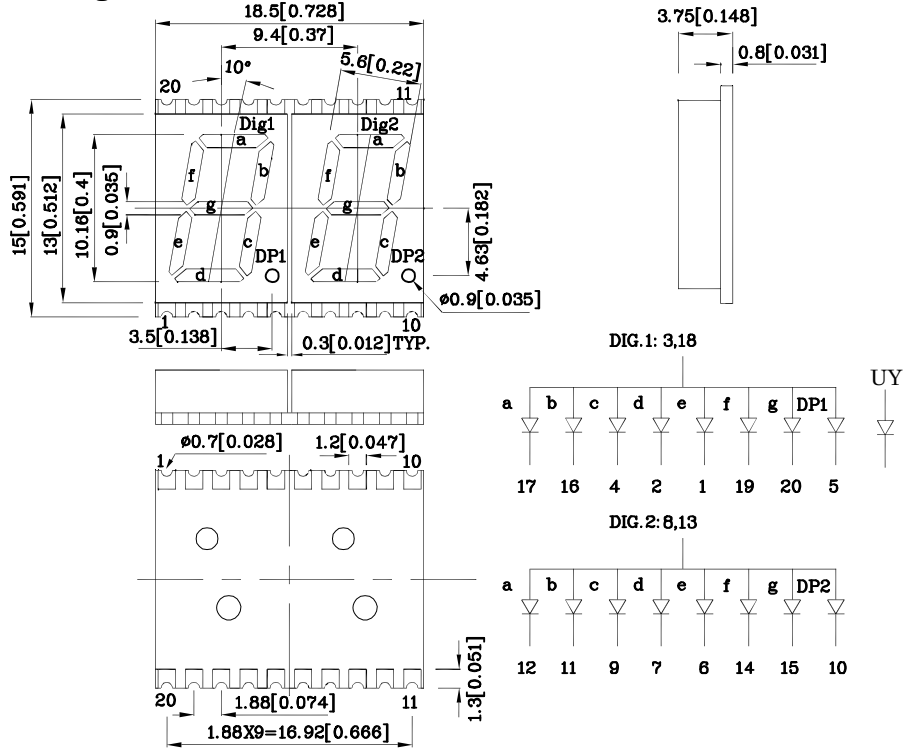 18.5[0.728]
9.4[0.37]
10°
5.6[0.22]
20
11
Dig1
Dig2
a
b
f
g
e
c
d
DP1
a
b
f
g
e
c
d
DP2
15[0.591]
13[0.512]
10.16[0.4]
0.9[0.035]
4.63[0.182]
ø0.9[0.035]
1
10
3.5[0.138]
0.3[0.012]TYP.
3.75[0.148]
0.8[0.031]
DIG.1: 3,18
a b c d e f g DP1
17 16 4 2 1 19 20 5
UY
DIG.2: 8,13
a b c d e f g DP2
12 11 9 7 6 14 15 10
ø0.7[0.028]
1.2[0.047]
1
10
20
11
1.88[0.074]
1.3[0.051]
1.88X9=16.92[0.666]